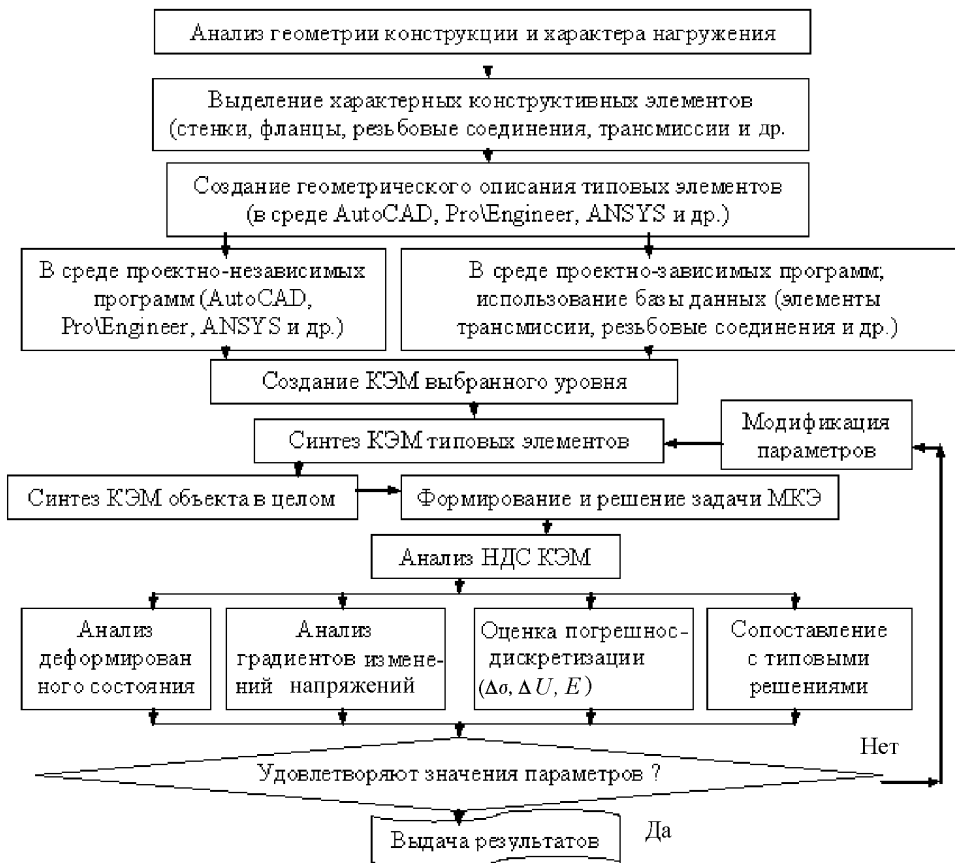 Анализ геометрии конструкции и характера нагружения
Выделение характерных конструктивных элементов
(стенки, фланцы, резьбовые соединения, трансмиссии и др.
Создание геометрического описания типовых элементов
(в среде AutoCAD, Pro\Engineer, ANSYS и др.)
В среде проектно-независимых
программ (AutoCAD,
Pro\Engineer, ANSYS и др.)
В среде проектно-зависимых программ;
использование базы данных (элементы
трансмиссии, резьбовые соединения и др.)
Создание КЭМ выбранного уровня
Синтез КЭМ типовых элементов
Модификация
параметров
Синтез КЭМ объекта в целом
Формирование и решение задачи МКЭ
Анализ НДС КЭМ
Анализ
деформирован
ного состояния
Анализ
градиентов изменен-
ний напряжений
Оценка погрешнос-
дискретизации
(Δσ, Δ U, E )
Сопоставление
с типовыми
решениями
Нет
Удовлетворяют значения параметров ?
Да
Выдача результатов